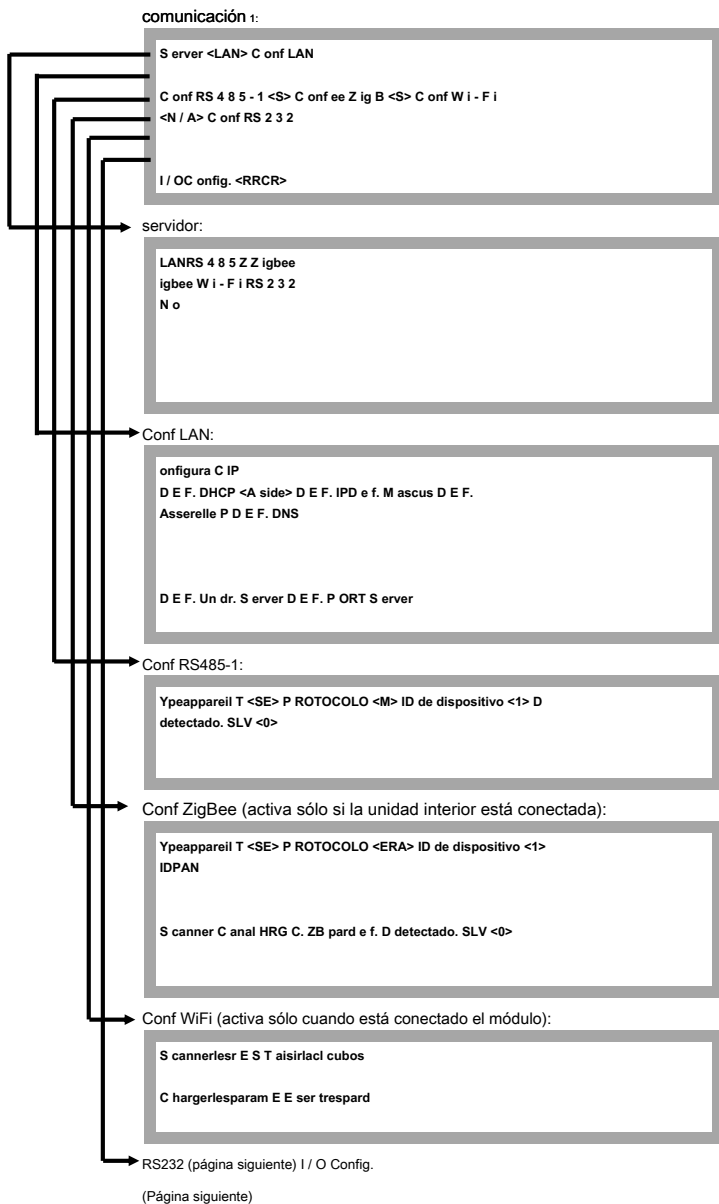 comunicación 1:
S erver <LAN> C onf LAN
C onf RS 4 8 5 - 1 <S> C onf ee Z ig B <S> C onf W i - F i
<N / A> C onf RS 2 3 2
I / OC onfig. <RRCR>
servidor:
LANRS 4 8 5 Z Z igbee
igbee W i - F i RS 2 3 2
N o
Conf LAN:
onfigura C IP
D E F. DHCP <A side> D E F. IPD e f. M ascus D E F.
Asserelle P D E F. DNS
D E F. Un dr. S erver D E F. P ORT S erver
Conf RS485-1:
Ypeappareil T <SE> P ROTOCOLO <M> ID de dispositivo <1> D
detectado. SLV <0>
Conf ZigBee (activa sólo si la unidad interior está conectada):
Ypeappareil T <SE> P ROTOCOLO <ERA> ID de dispositivo <1>
IDPAN
S canner C anal HRG C. ZB pard e f. D detectado. SLV <0>
Conf WiFi (activa sólo cuando está conectado el módulo):
S cannerlesr E S T aisirlacl cubos
C hargerlesparam E E ser trespard
RS232 (página siguiente) I / O Config.
(Página siguiente)